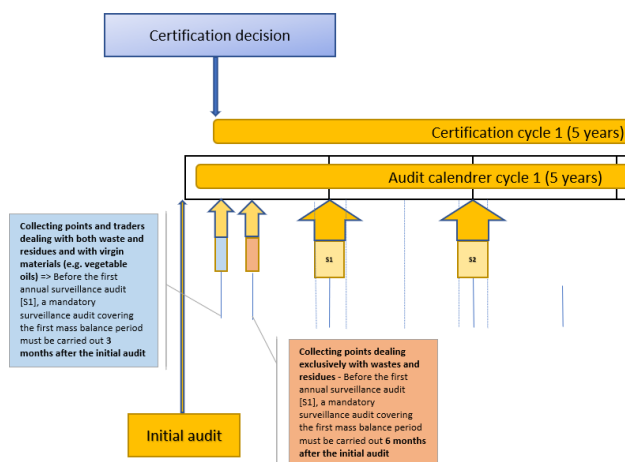 Certification decision
Certification cycle 1 (5 years)
Audit calendrer cycle 1 (5 years)
S1
S2
Collecting points and traders
dealing with both waste and
residues and with virgin
materials (e.g. vegetable
oils) => Before the first
annual surveillance audit
[S1], a mandatory
surveillance audit covering
the first mass balance period
must be carried out 3
months after the initial audit
Collecting points dealing
exclusively with wastes and
residues - Before the first
annual surveillance audit
[S1], a mandatory
surveillance audit covering
the first mass balance period
must be carried out 6 months
after the initial audit
Initial audit